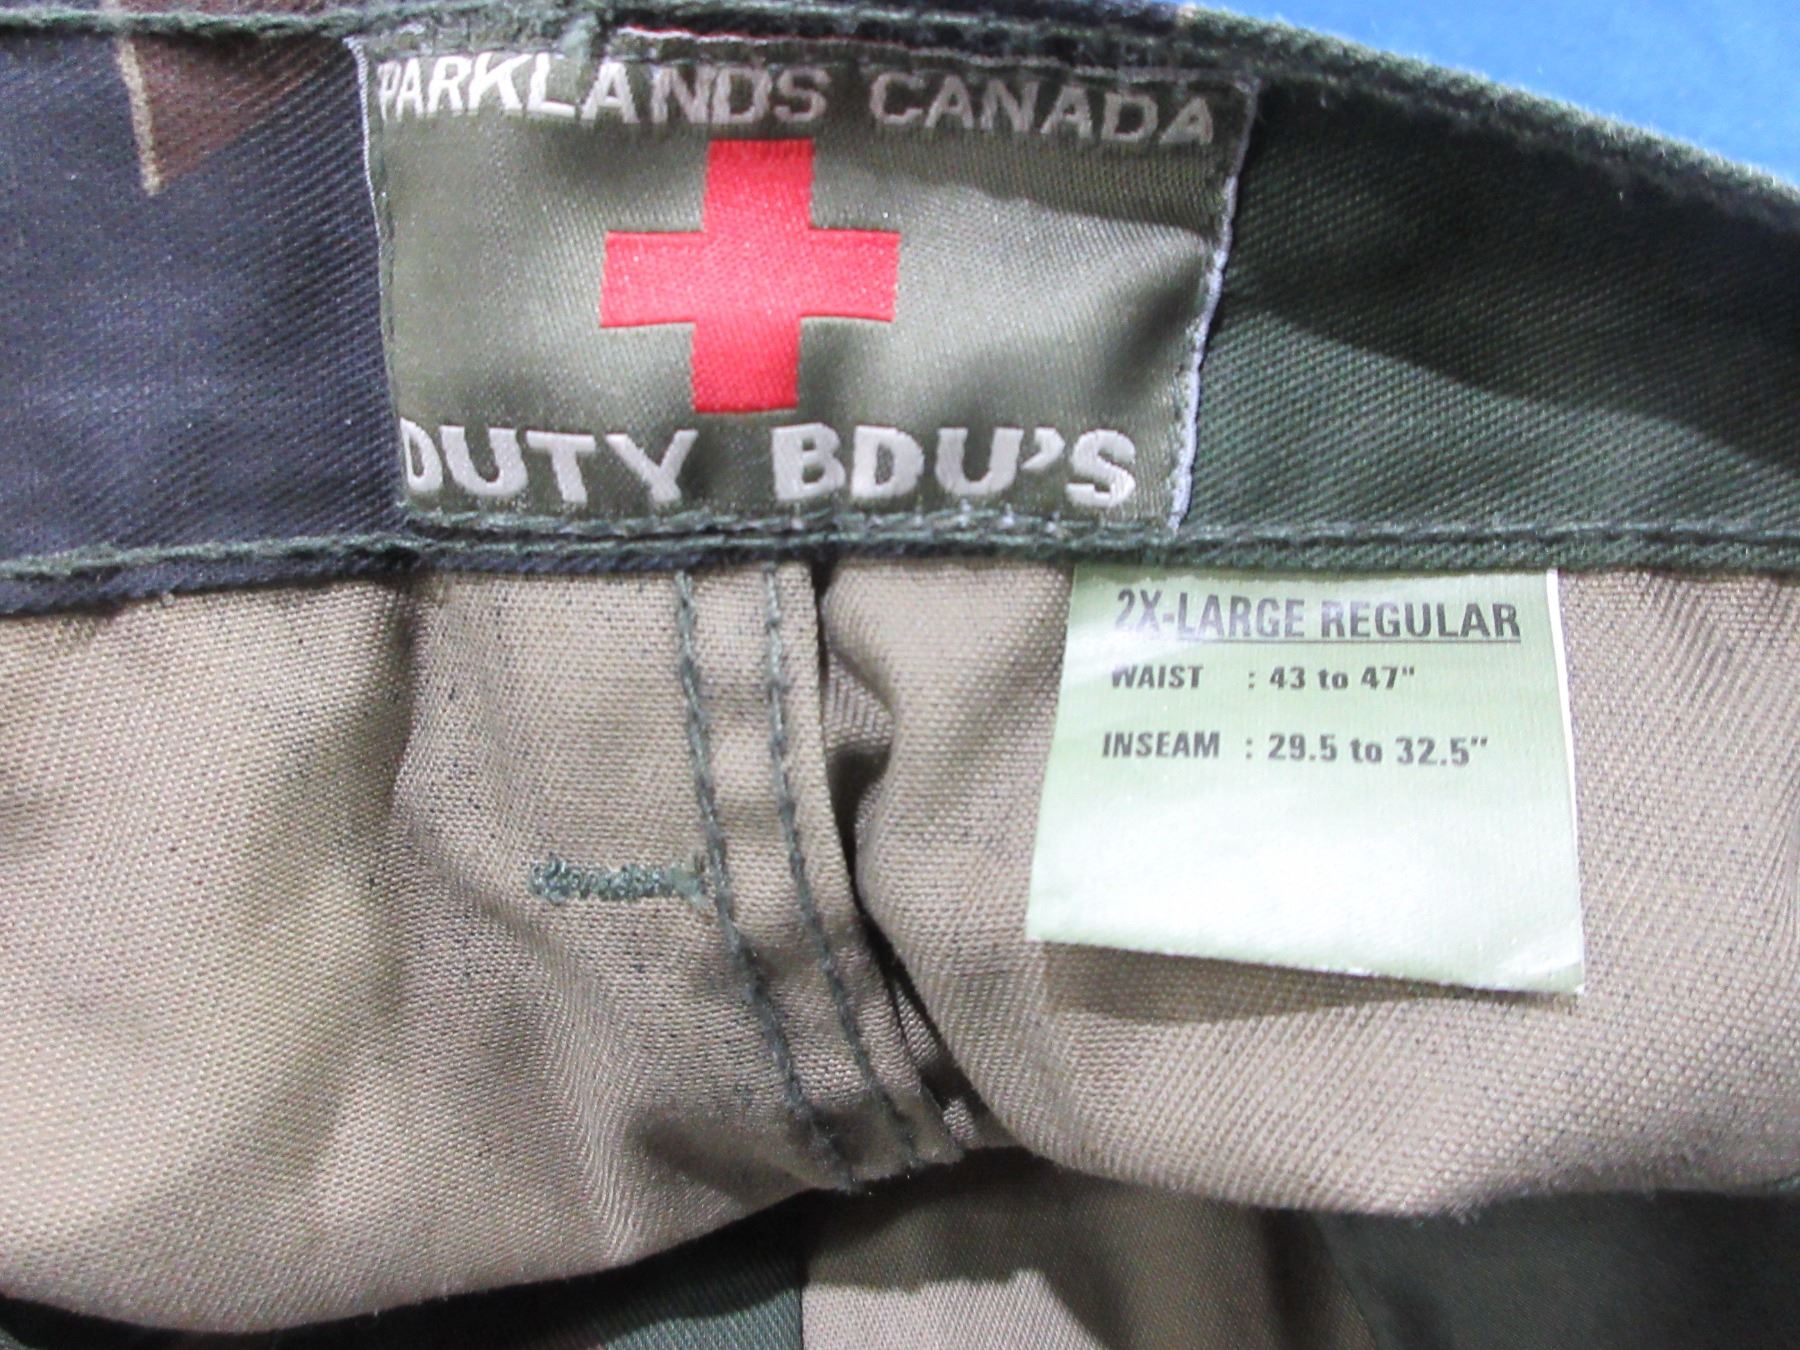 PARKLANDS CANADA
DUTY BDU'S
2X-LARGE REGULAR
WAIST : 43 to 47"
INSEAM : 29.5 to 32.5"